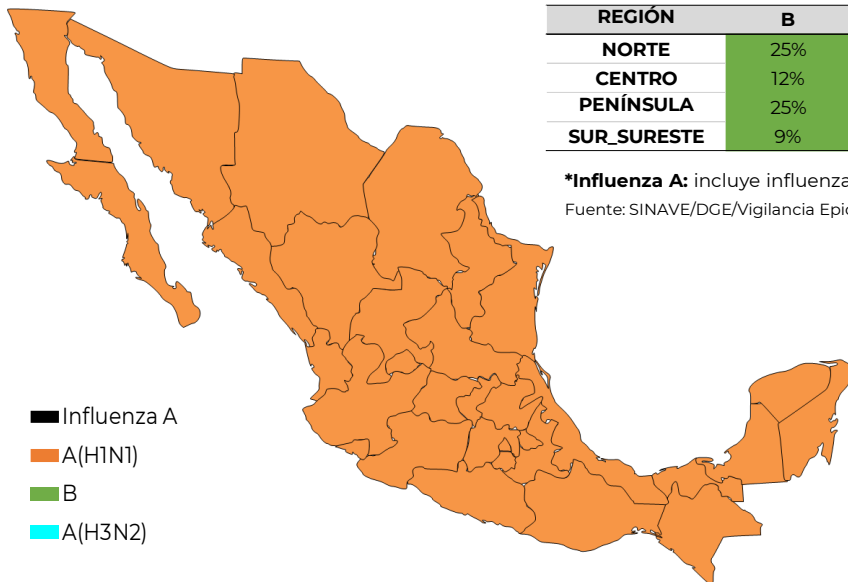 REGIÓN B
NORTE 25%
CENTRO 12%
PENÍNSULA 25%
SUR_SURESTE 9%
*Influenza A: incluye influenza
Fuente: SINAVE/DGE/Vigilancia
Influenza A
A(H1N1)
B
A(H3N2)